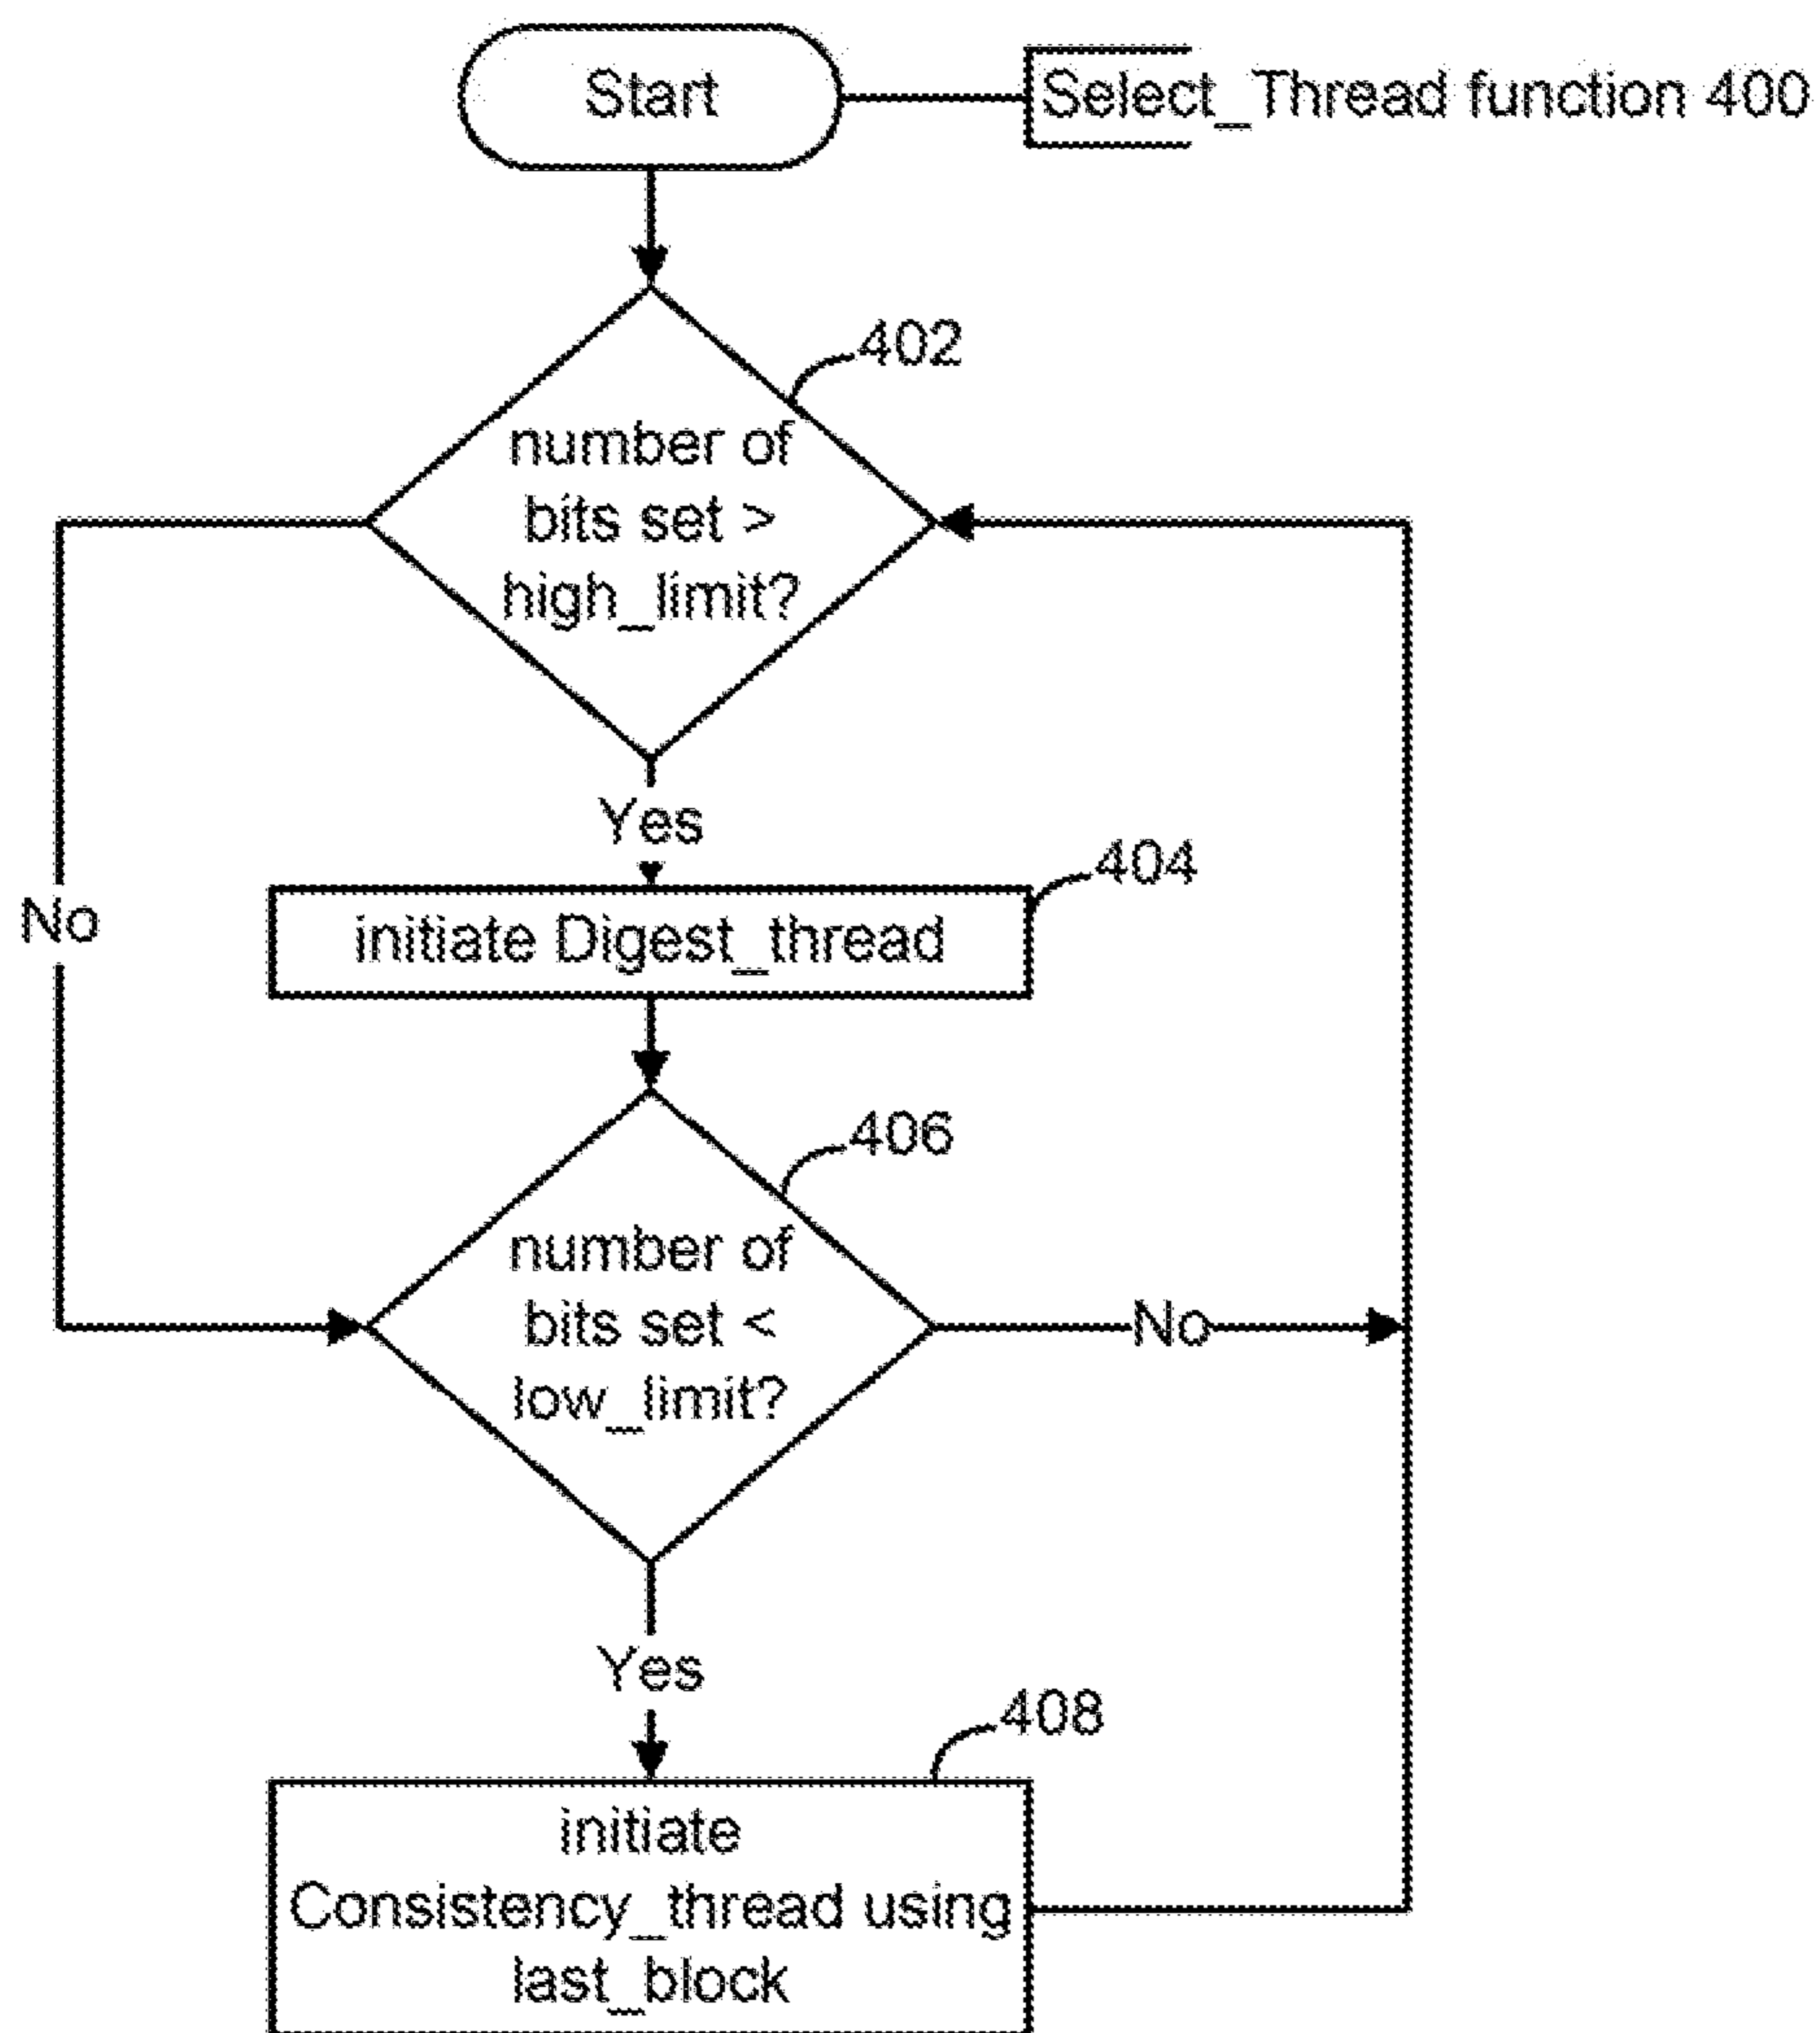 Start
Select_Thread function 400
402
number of
bits set >
high_limit?
Yes
404
No
initiate Digest_thread
406
number of
bits set <
low_limit?
No
Yes
408
initiate
Consistency_thread using
last_block